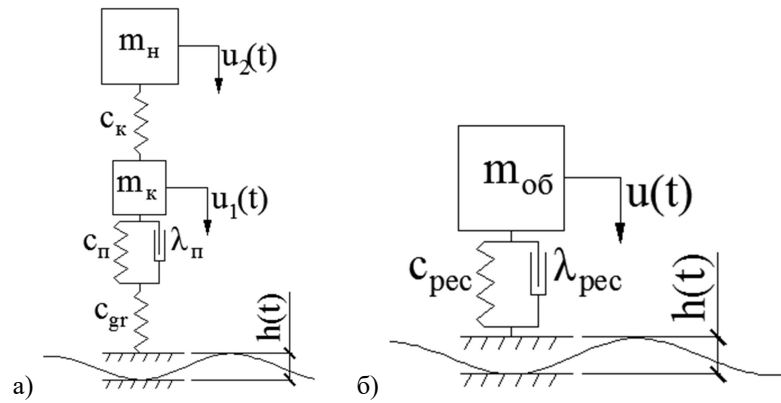 mн
u2(t)
cк
mк
u1(t)
cп
λп
cgr
h(t)
а)
mоб
u(t)
cрес
λрес
h(t)
б)